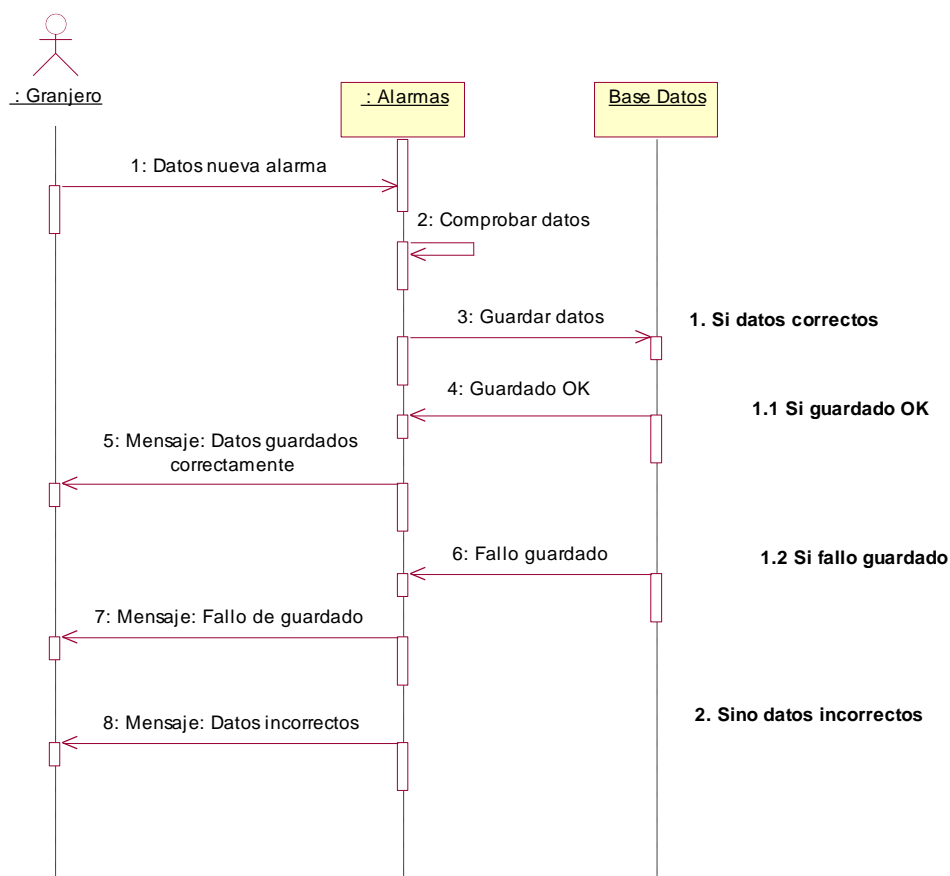 : Granjero
: Alarmas
Base Datos
1: Datos nueva alarma
2: Comprobar datos
3: Guardar datos
1. Si datos correctos
4: Guardado OK
1.1 Si guardado OK
5: Mensaje: Datos guardados
correctamente
6: Fallo guardado
1.2 Si fallo guardado
7: Mensaje: Fallo de guardado
8: Mensaje: Datos incorrectos
2. Sino datos incorrectos